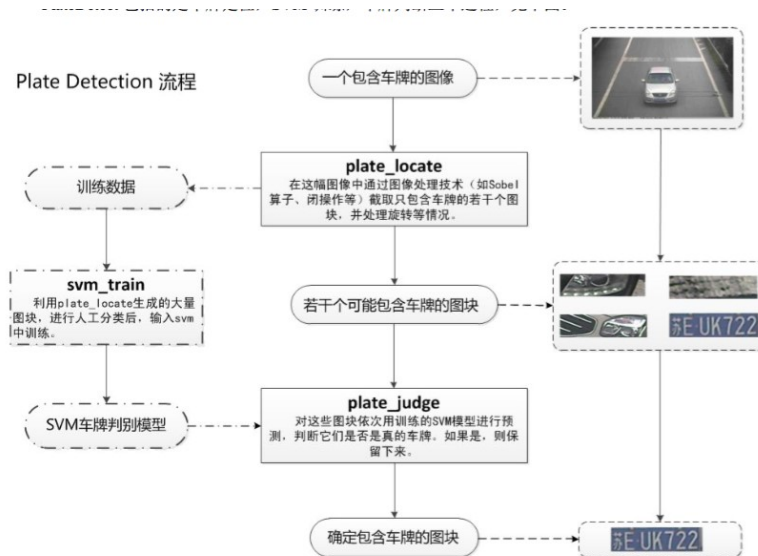 Plate Detection 流程
一个包含车牌的图像
plate_locate
在这幅图像中通过图像处理技术（如Sobel
算子、闭操作等）截取只包含车牌的若干个图
块，并处理旋转等情况。
训练数据
svm_train
利用plate_locate生成的大量
图块，进行人工分类后，输入svm
中训练。
若干个可能包含车牌的图块
苏E·UK722
SVM车牌判别模型
plate_judge
对这些图块依次用训练的SVM模型进行预
测，判断它们是否是真的车牌。如果是，则保
留下来。
确定包含车牌的图块
苏E·UK722